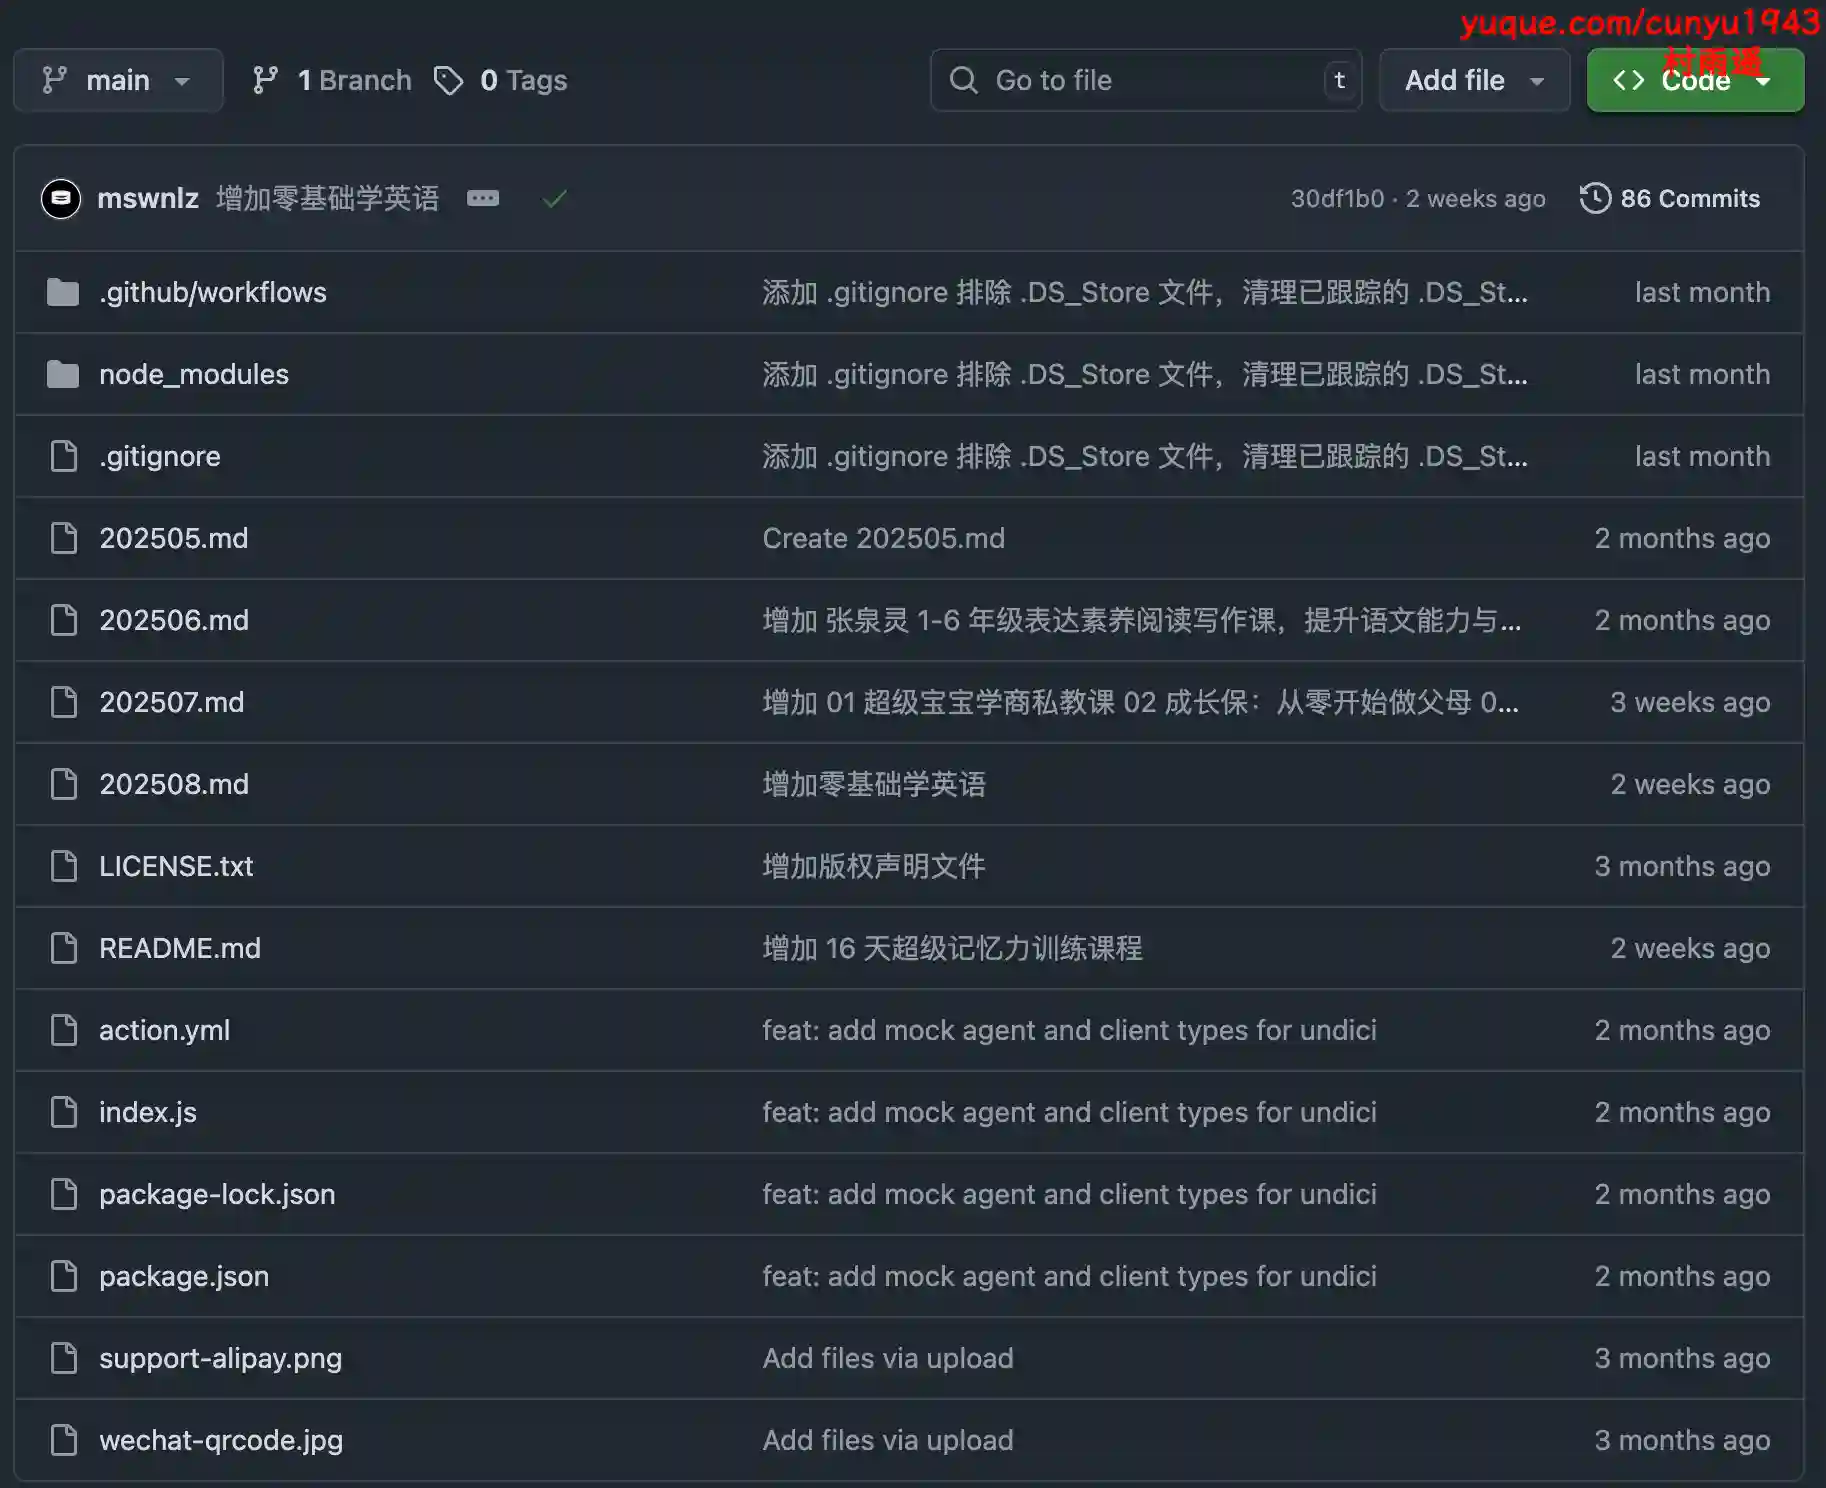 yuque.com/cunyu1943
村雨遥
main
1 Branch
0 Tags
Go to file
t
Add file
Code
mswnlz 增加零基础学英语
30df1b0 · 2 weeks ago
86 Commits
.github/workflows 添加 .gitignore 排除 .DS_Store 文件，清理已跟踪的 .DS_St... last month
node_modules 添加 .gitignore 排除 .DS_Store 文件，清理已跟踪的 .DS_St... last month
.gitignore 添加 .gitignore 排除 .DS_Store 文件，清理已跟踪的 .DS_St... last month
202505.md Create 202505.md 2 months ago
202506.md 增加 张泉灵 1-6 年级表达素养阅读写作课，提升语文能力与... 2 months ago
202507.md 增加 01 超级宝宝学商私教课 02 成长保：从零开始做父母 0... 3 weeks ago
202508.md 增加零基础学英语 2 weeks ago
LICENSE.txt 增加版权声明文件 3 months ago
README.md 增加 16 天超级记忆力训练课程 2 weeks ago
action.yml feat: add mock agent and client types for undici 2 months ago
index.js feat: add mock agent and client types for undici 2 months ago
package-lock.json feat: add mock agent and client types for undici 2 months ago
package.json feat: add mock agent and client types for undici 2 months ago
support-alipay.png Add files via upload 3 months ago
wechat-qrcode.jpg Add files via upload 3 months ago